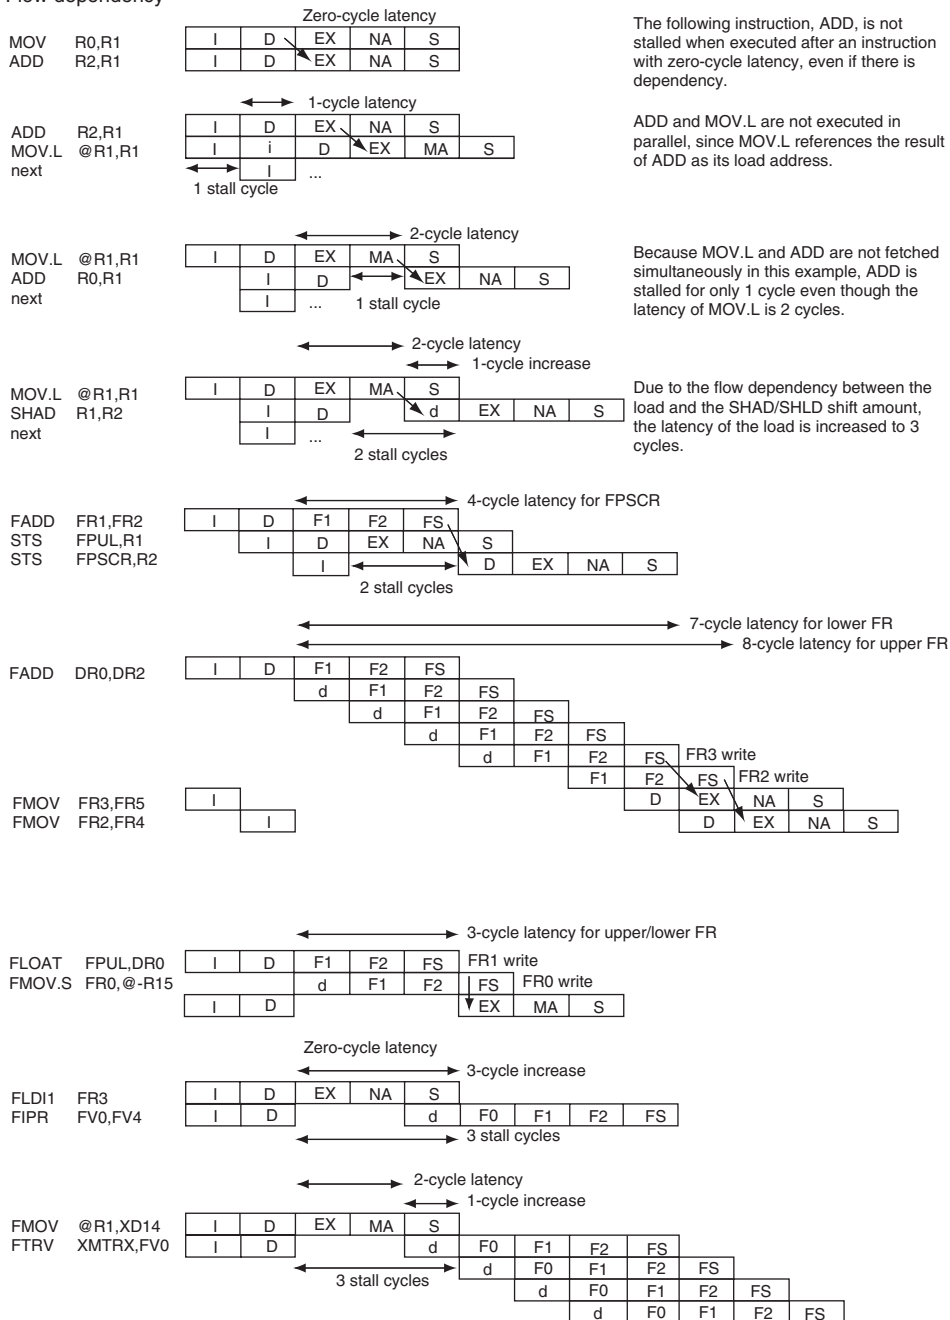 Flow dependency
Zero-cycle latency
MOV R0,R1 I D EX NA S
ADD R2,R1 I D EX NA S
The following instruction, ADD, is not
stalled when executed after an instruction
with zero-cycle latency, even if there is
dependency.
1-cycle latency
ADD R2,R1 I D EX NA S
MOV.L @R1,R1 I i D EX MA S
next I ...
1 stall cycle
ADD and MOV.L are not executed in
parallel, since MOV.L references the result
of ADD as its load address.
2-cycle latency
MOV.L @R1,R1 I D EX MA S
ADD R0,R1 I D EX NA S
next I ... 1 stall cycle
Because MOV.L and ADD are not fetched
simultaneously in this example, ADD is
stalled for only 1 cycle even though the
latency of MOV.L is 2 cycles.
2-cycle latency
1-cycle increase
MOV.L @R1,R1 I D EX MA S
SHAD R1,R2 I D d EX NA S
next I ...
2 stall cycles
Due to the flow dependency between the
load and the SHAD/SHLD shift amount,
the latency of the load is increased to 3
cycles.
4-cycle latency for FPSCR
FADD FR1,FR2 I D F1 F2 FS
STS FPUL,R1 I D EX NA S
STS FPSCR,R2 I D EX NA S
2 stall cycles
7-cycle latency for lower FR
8-cycle latency for upper FR
FADD DR0,DR2 I D F1 F2 FS
d F1 F2 FS
d F1 F2 FS
d F1 F2 FS
d F1 F2 FS FR3 write
F1 F2 FS FR2 write
FMOV FR3,FR5 I D EX NA S
FMOV FR2,FR4 I D EX NA S
3-cycle latency for upper/lower FR
FLOAT FPUL,DR0 I D F1 F2 FS FR1 write
FMOV.S FR0,@-R15 d F1 F2 FS FR0 write
I D EX MA S
Zero-cycle latency
3-cycle increase
FLDI1 FR3 I D EX NA S
FIPR FV0,FV4 I D d F0 F1 F2 FS
3 stall cycles
2-cycle latency
1-cycle increase
FMOV @R1,XD14 I D EX MA S
FTRV XMTRX,FV0 I D d F0 F1 F2 FS
3 stall cycles d F0 F1 F2 FS
d F0 F1 F2 FS
d F0 F1 F2 FS